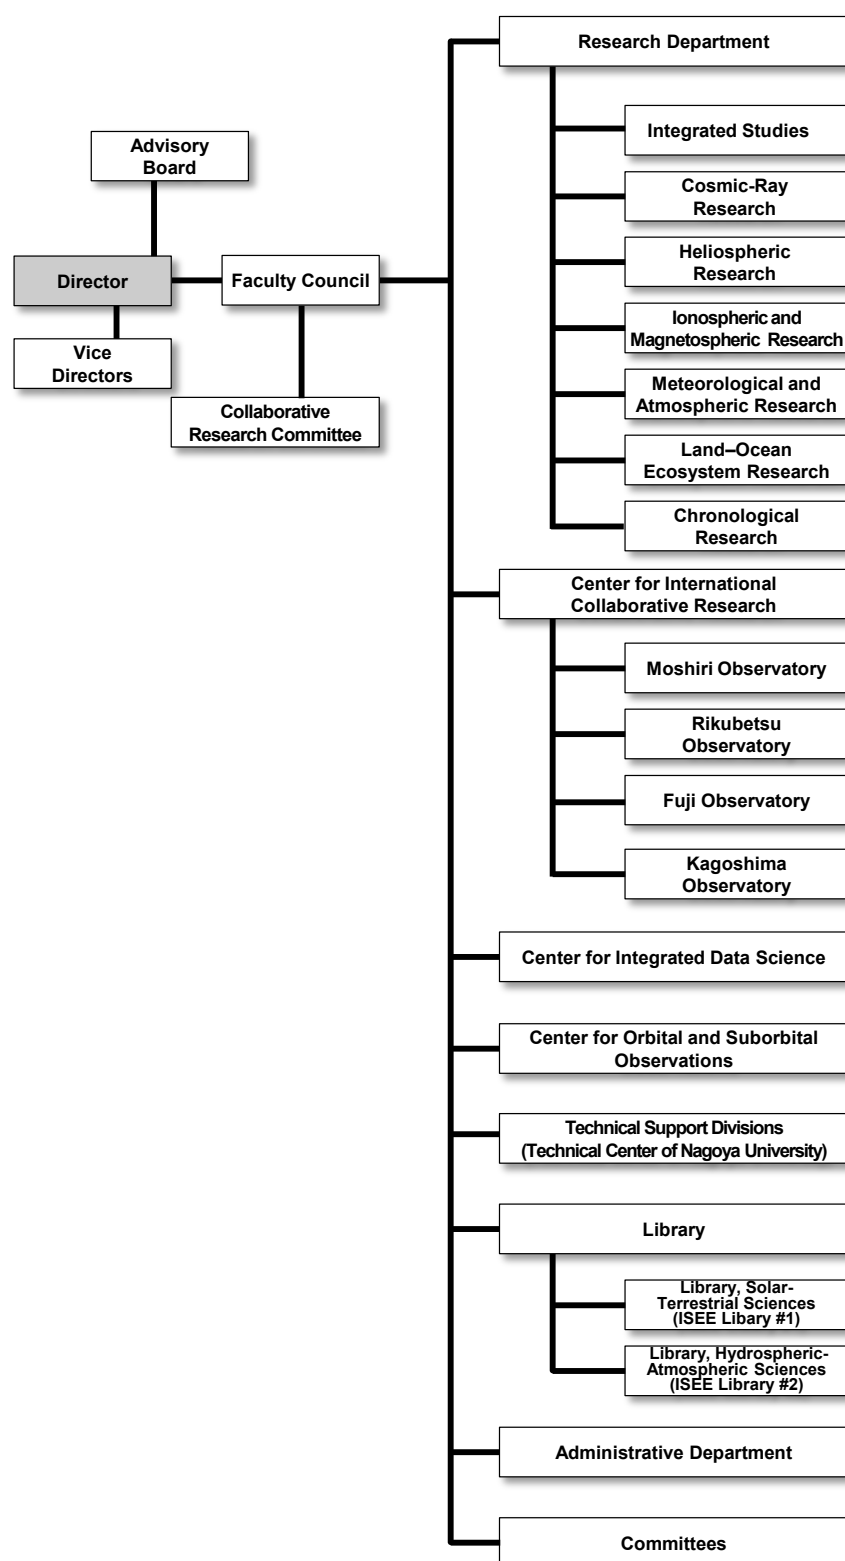 Research Department
Integrated Studies
Advisory
Board
Cosmic-Ray
Research
Heliospheric
Research
Director
Faculty Council
Ionospheric and
Magnetospheric Research
Vice
Directors
Meteorological and
Atmospheric Research
Collaborative
Research Committee
Land–Ocean
Ecosystem Research
Chronological
Research
Center for International
Collaborative Research
Moshiri Observatory
Rikubetsu
Observatory
Fuji Observatory
Kagoshima
Observatory
Center for Integrated Data Science
Center for Orbital and Suborbital
Observations
Technical Support Divisions
(Technical Center of Nagoya University)
Library
Library, Solar-
Terrestrial Sciences
(ISEE Libary #1)
Library, Hydrospheric-
Atmospheric Sciences
(ISEE Library #2)
Administrative Department
Committees